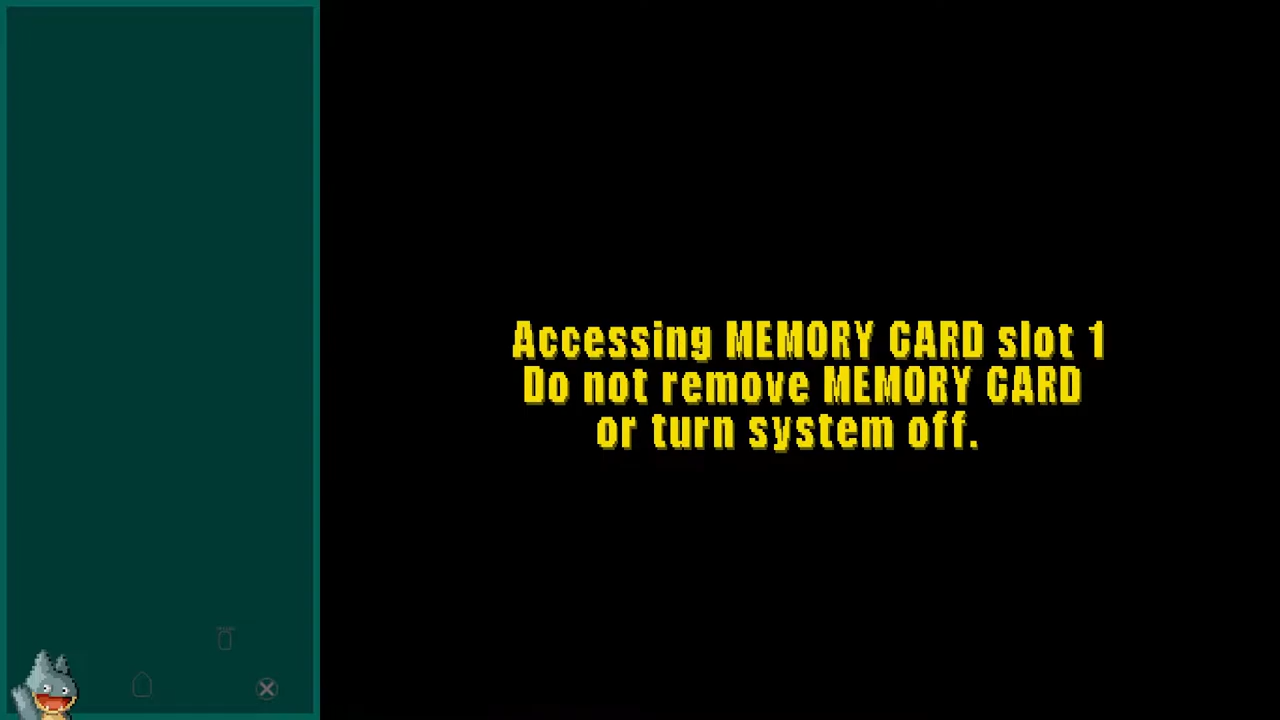 Accessing MEMORY CARD slot 1
Do not remove MEMORY CARD
or turn system off.